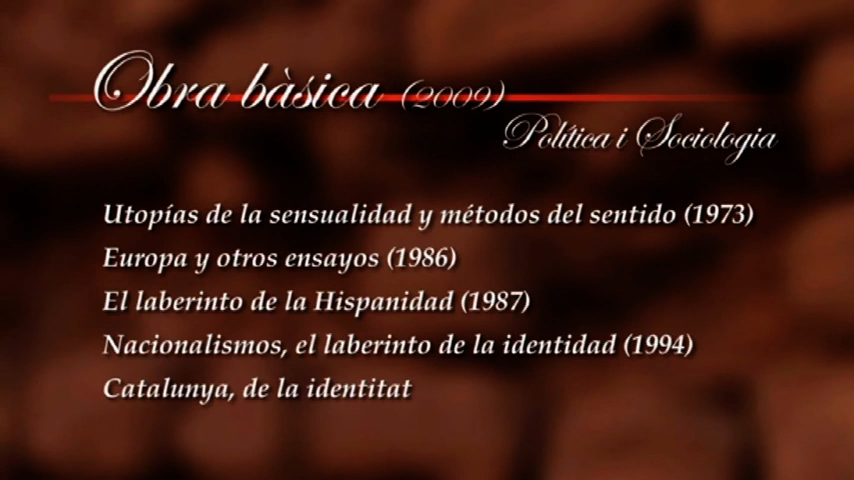 Obra bàsica (2009)
Política i Sociologia
Utopías de la sensualidad y métodos del sentido (1973)
Europa y otros ensayos (1986)
El laberinto de la Hispanidad (1987)
Nacionalismos, el laberinto de la identidad (1994)
Catalunya, de la identitat